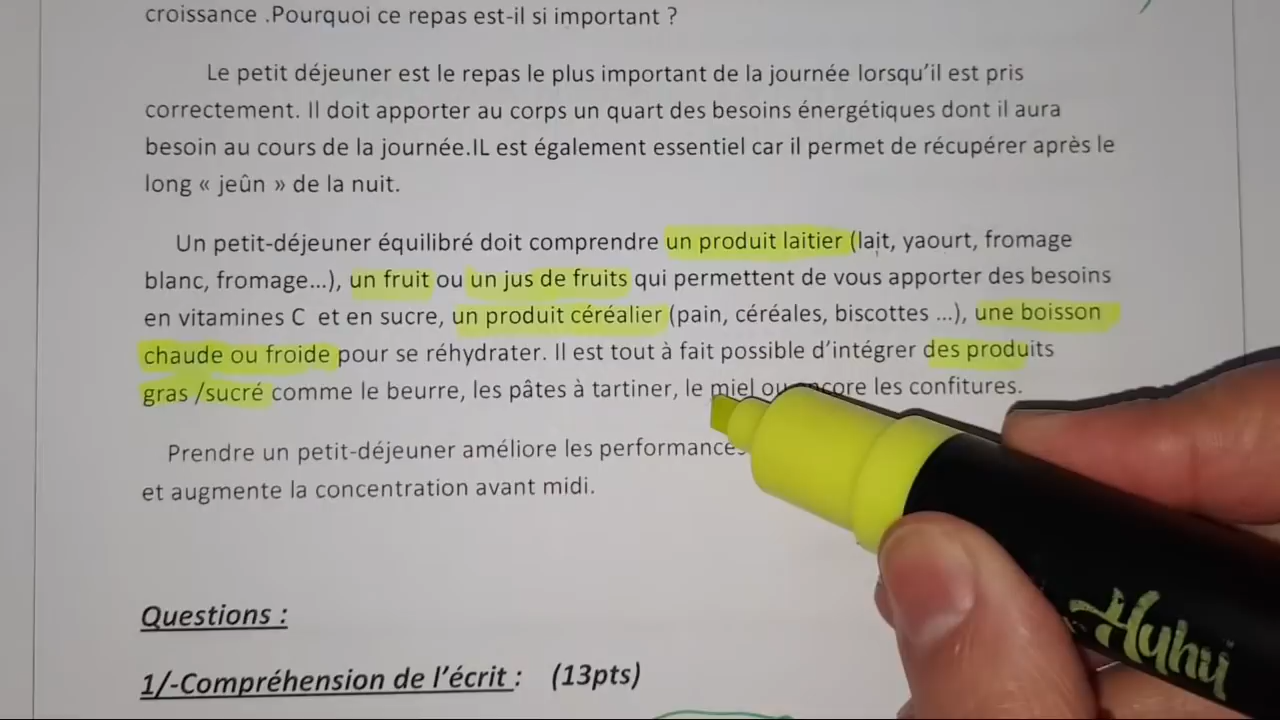 croissance .Pourquoi ce repas est-il si important ?
Le petit déjeuner est le repas le plus important de la journée lorsqu'il est pris
correctement. Il doit apporter au corps un quart des besoins énergétiques dont il aura
besoin au cours de la journée.IL est également essentiel car il permet de récupérer après le
long « jeûn » de la nuit.
Un petit-déjeuner équilibré doit comprendre un produit laitier (lait, yaourt, fromage
blanc, fromage...), un fruit ou un jus de fruits qui permettent de vous apporter des besoins
en vitamines C et en sucre, un produit céréalier (pain, céréales, biscottes ...), une boisson
chaude ou froide pour se réhydrater. Il est tout à fait possible d'intégrer des produits
gras /sucré comme le beurre, les pâtes à tartiner, le miel ou encore les confitures.
Prendre un petit-déjeuner améliore les performances
et augmente la concentration avant midi.
Questions :
1/-Compréhension de l'écrit : (13pts)
Hyhy